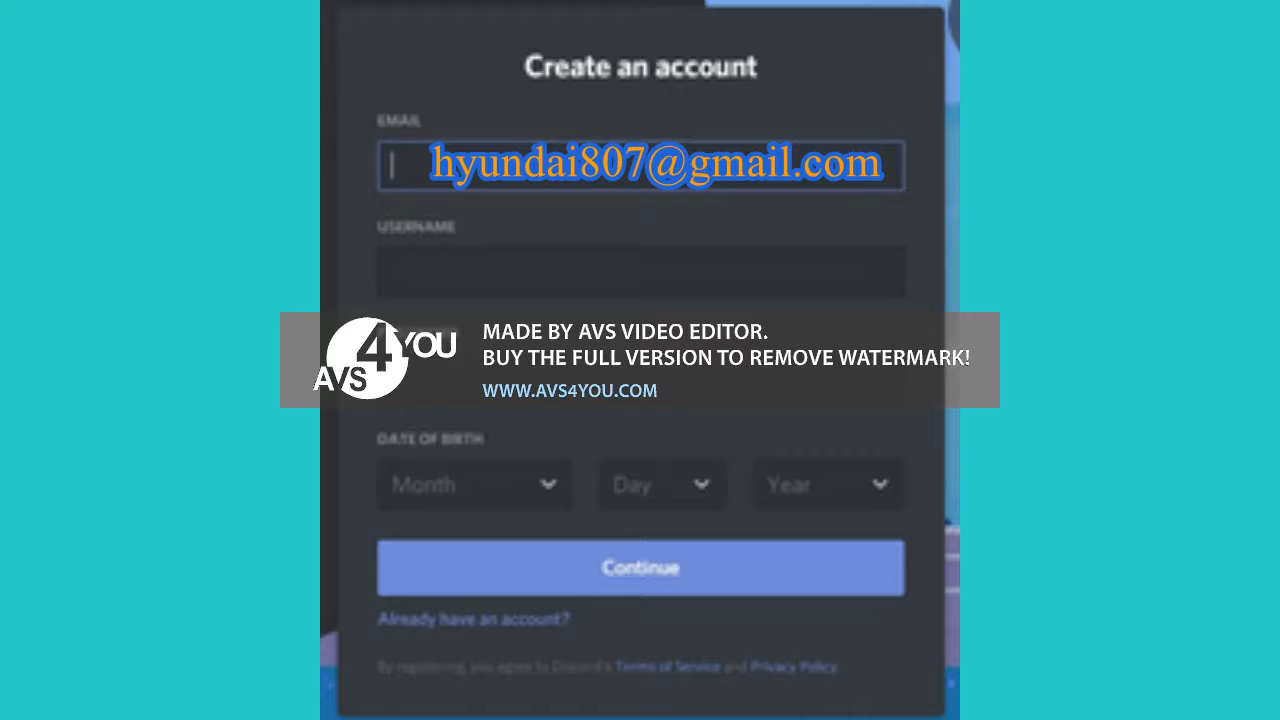 Create an account
EMAIL
hyundai807@gmail.com
USERNAME
AVS4YOU
MADE BY AVS VIDEO EDITOR.
BUY THE FULL VERSION TO REMOVE WATERMARK!
WWW.AVS4YOU.COM
DATE OF BIRTH
Month Day Year
Continue
Already have an account?
By registering, you agree to Discord's Terms of Service and Privacy Policy.